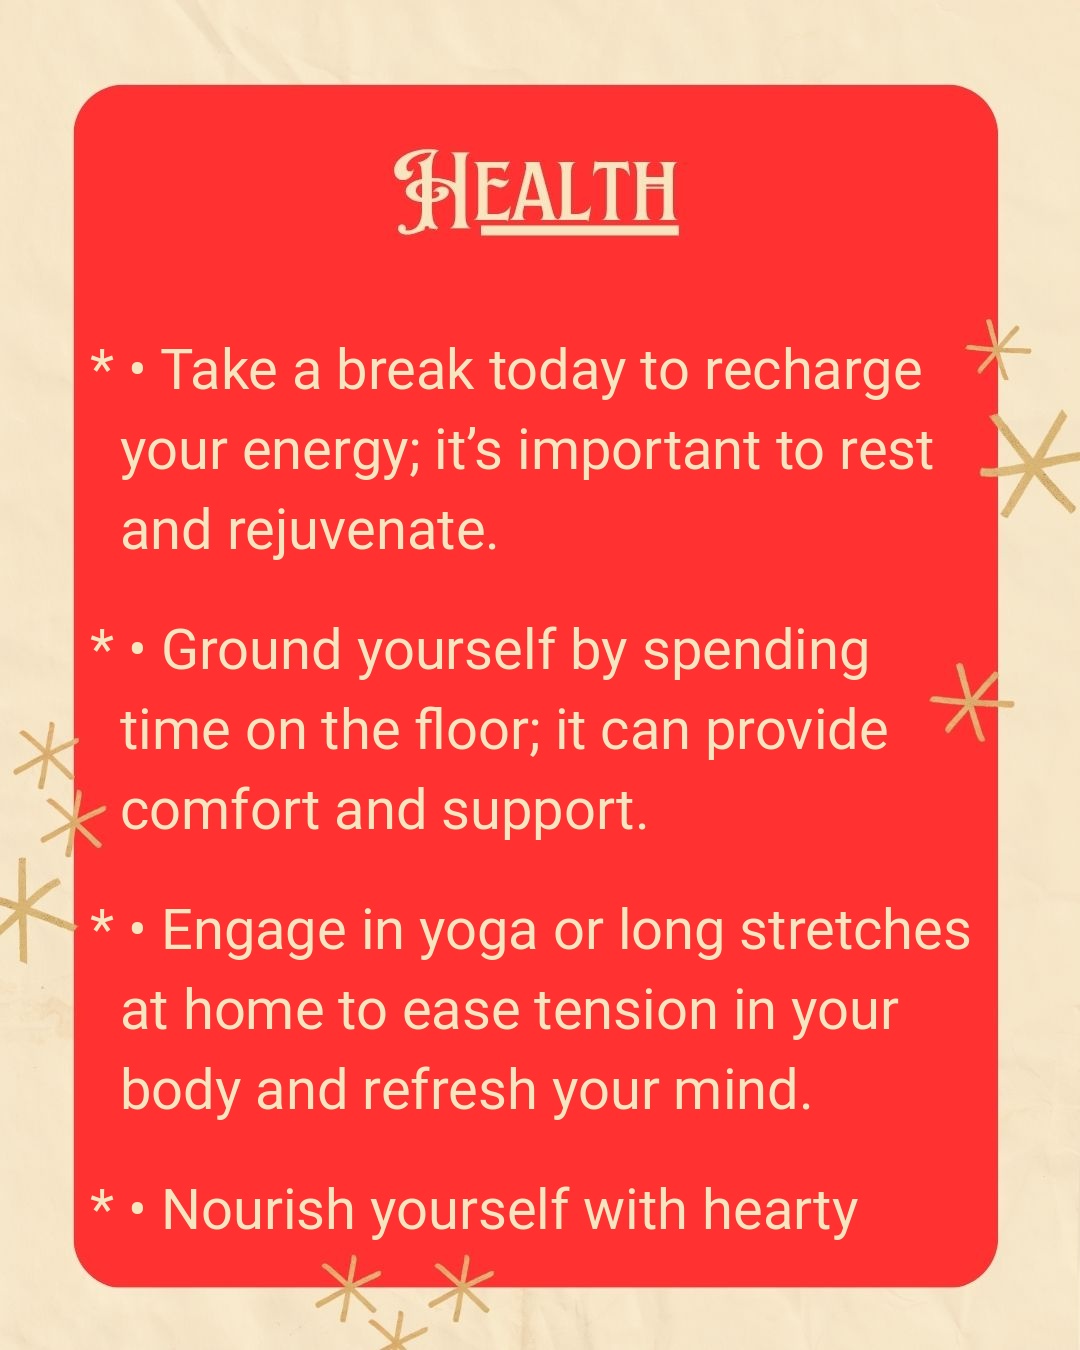 Health
* • Take a break today to recharge
your energy; it’s important to rest
and rejuvenate.
* • Ground yourself by spending
time on the floor; it can provide
comfort and support.
* • Engage in yoga or long stretches
at home to ease tension in your
body and refresh your mind.
* • Nourish yourself with hearty